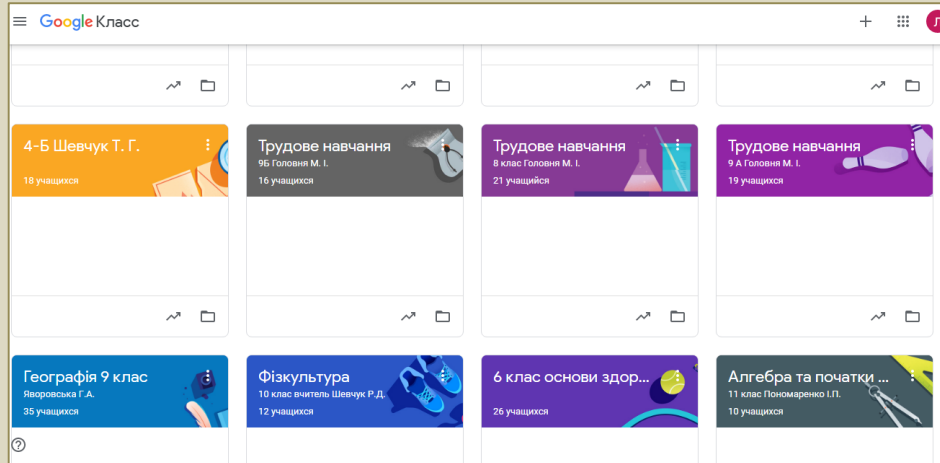 Google Класс
4-Б Шевчук Т. Г.
18 учащихся
Трудове навчання
9Б Головня М. І.
16 учащихся
Трудове навчання
8 клас Головня М. І.
21 учащийся
Трудове навчання
9 А Головня М. І.
19 учащихся
Географія 9 клас
Яворовська Г.А.
35 учащихся
Фізкультура
10 клас вчитель Шевчук Р.Д.
12 учащихся
6 клас основи здор...
26 учащихся
Алгебра та початки ...
11 клас Пономаренко І.П.
10 учащихся